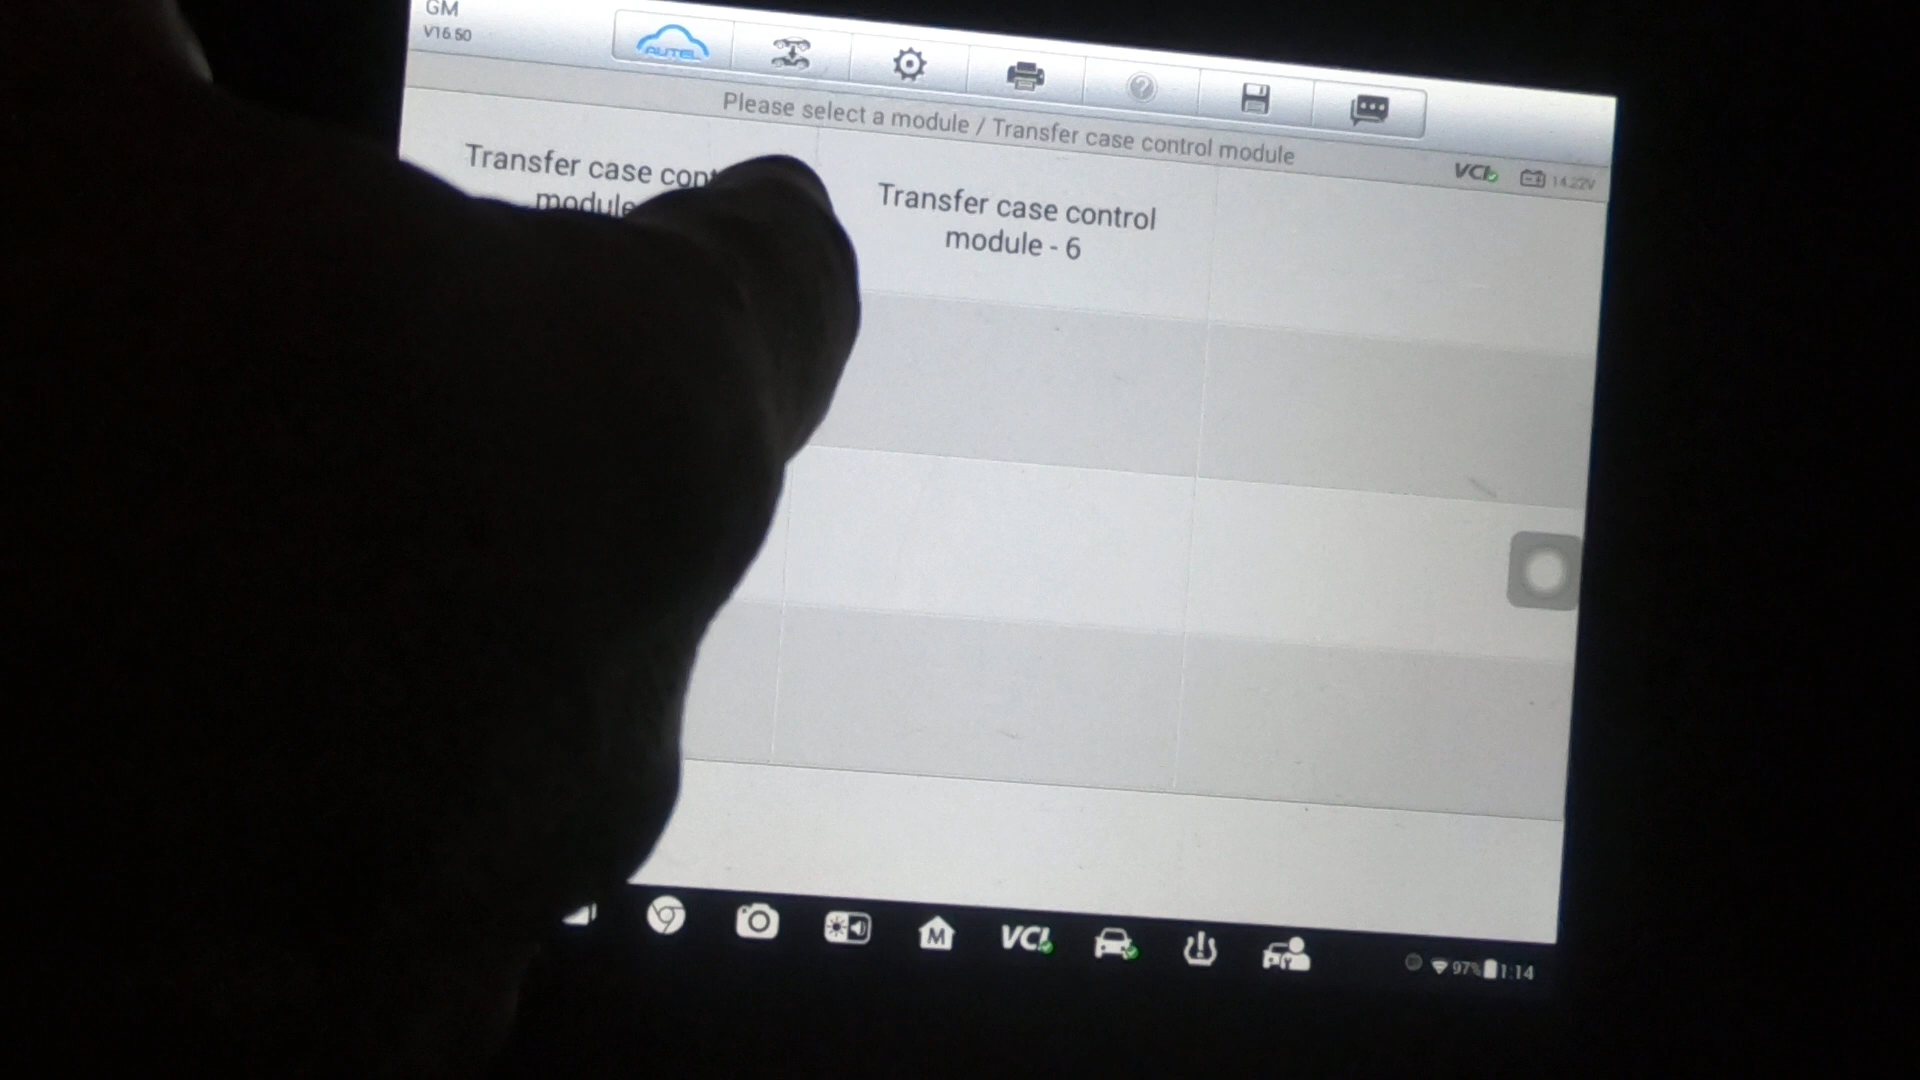 GM
V16.50
AUTEL
Please select a module / Transfer case control module
VCI
14.22V
Transfer case
module
Transfer case control
module - 6
M
VCI
97%
1:14